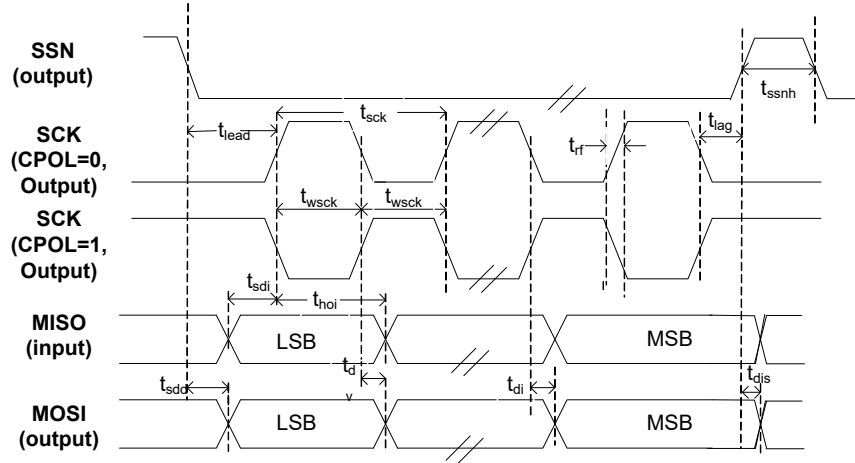 SSN
(output)
t_ssnh
t_sck
t_lead
t_lag
t_rf
SCK
(CPOL=0,
Output)
t_wsck
t_wsck
SCK
(CPOL=1,
Output)
t_sdi
t_hoi
MISO
(input)
LSB
MSB
t_d
v
t_sdo
t_di
t_dis
MOSI
(output)
LSB
MSB